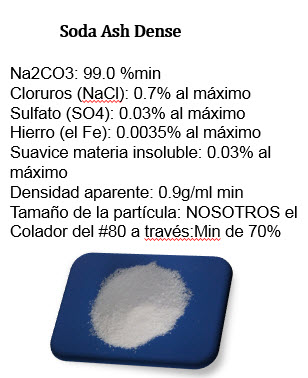 Soda Ash Dense
Na2CO3: 99.0 %min
Cloruros (NaCl): 0.7% al máximo
Sulfato (SO4): 0.03% al máximo
Hierro (el Fe): 0.0035% al máximo
Suavice materia insoluble: 0.03% al
máximo
Densidad aparente: 0.9g/ml min
Tamaño de la partícula: NOSOTROS el
Colador del #80 a través:Min de 70%